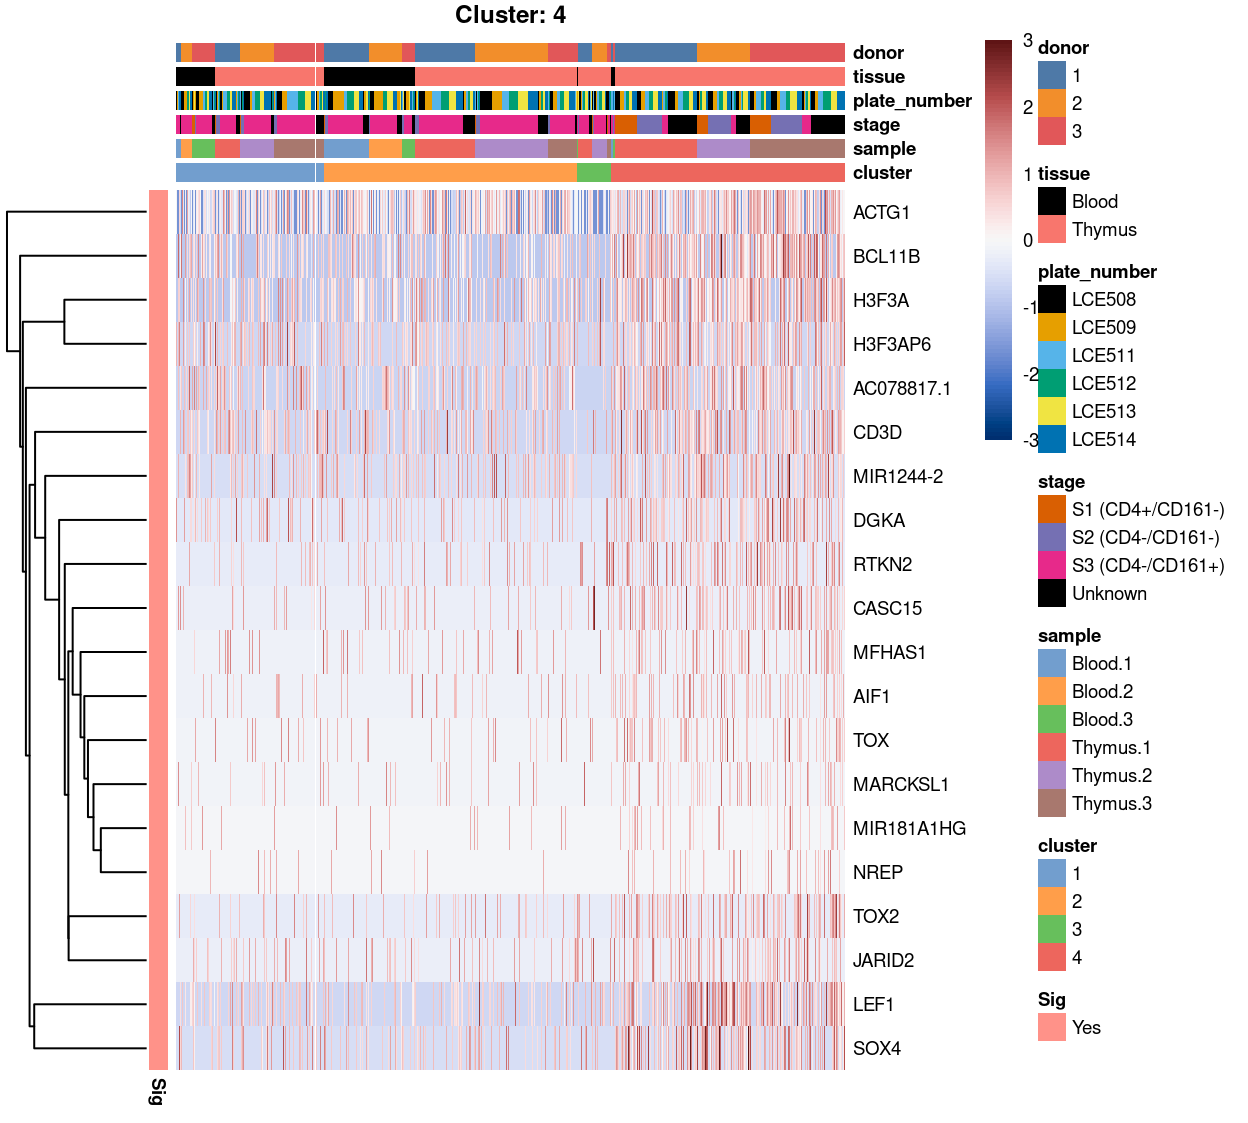 Cluster: 4
donor
tissue
plate_number
stage
sample
cluster
ACTG1
BCL11B
H3F3A
H3F3AP6
AC078817.1
CD3D
MIR1244-2
DGKA
RTKN2
CASC15
MFHAS1
AIF1
TOX
MARCKSL1
MIR181A1HG
NREP
TOX2
JARID2
LEF1
SOX4
Sig
3
2
1
0
-1
-2
-3
donor
1
2
3
tissue
Blood
Thymus
plate_number
LCE508
LCE509
LCE511
LCE512
LCE513
LCE514
stage
S1 (CD4+/CD161-)
S2 (CD4-/CD161-)
S3 (CD4-/CD161+)
Unknown
sample
Blood.1
Blood.2
Blood.3
Thymus.1
Thymus.2
Thymus.3
cluster
1
2
3
4
Sig
Yes